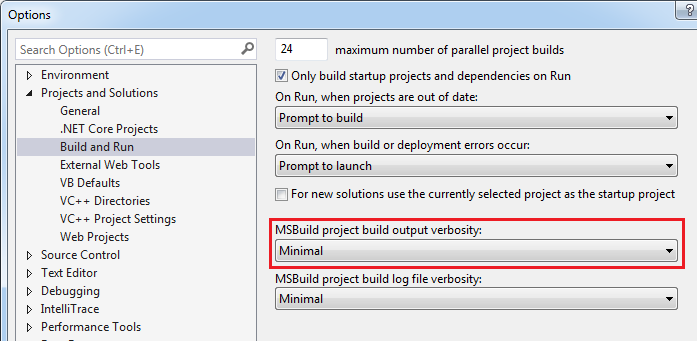 Options
Search Options (Ctrl+E)
Environment
Projects and Solutions
General
.NET Core Projects
Build and Run
External Web Tools
VB Defaults
VC++ Directories
VC++ Project Settings
Web Projects
Source Control
Text Editor
Debugging
IntelliTrace
Performance Tools
24 maximum number of parallel project builds
Only build startup projects and dependencies on Run
On Run, when projects are out of date:
Prompt to build
On Run, when build or deployment errors occur:
Prompt to launch
For new solutions use the currently selected project as the startup project
MSBuild project build output verbosity:
Minimal
MSBuild project build log file verbosity:
Minimal